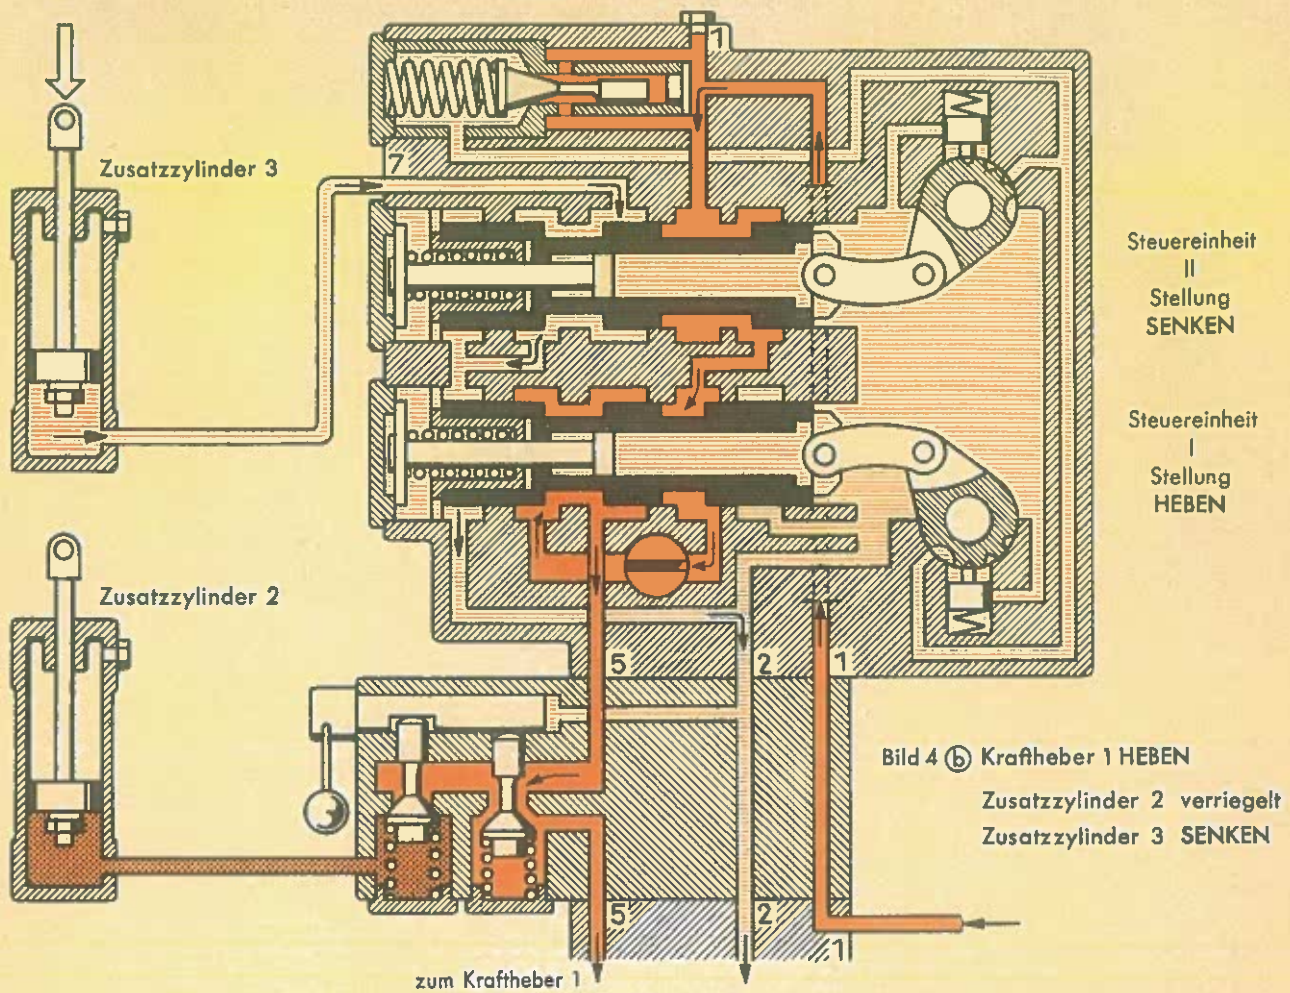 1
Zusatzzylinder 3
7
Steuereinheit
II
Stellung
SENKEN
Steuereinheit
I
Stellung
HEBEN
Zusatzzylinder 2
5 2 1
Bild 4 ⓑ Kraftheber 1 HEBEN
Zusatzzylinder 2 verriegelt
Zusatzzylinder 3 SENKEN
5 2 1
zum Kraftheber 1